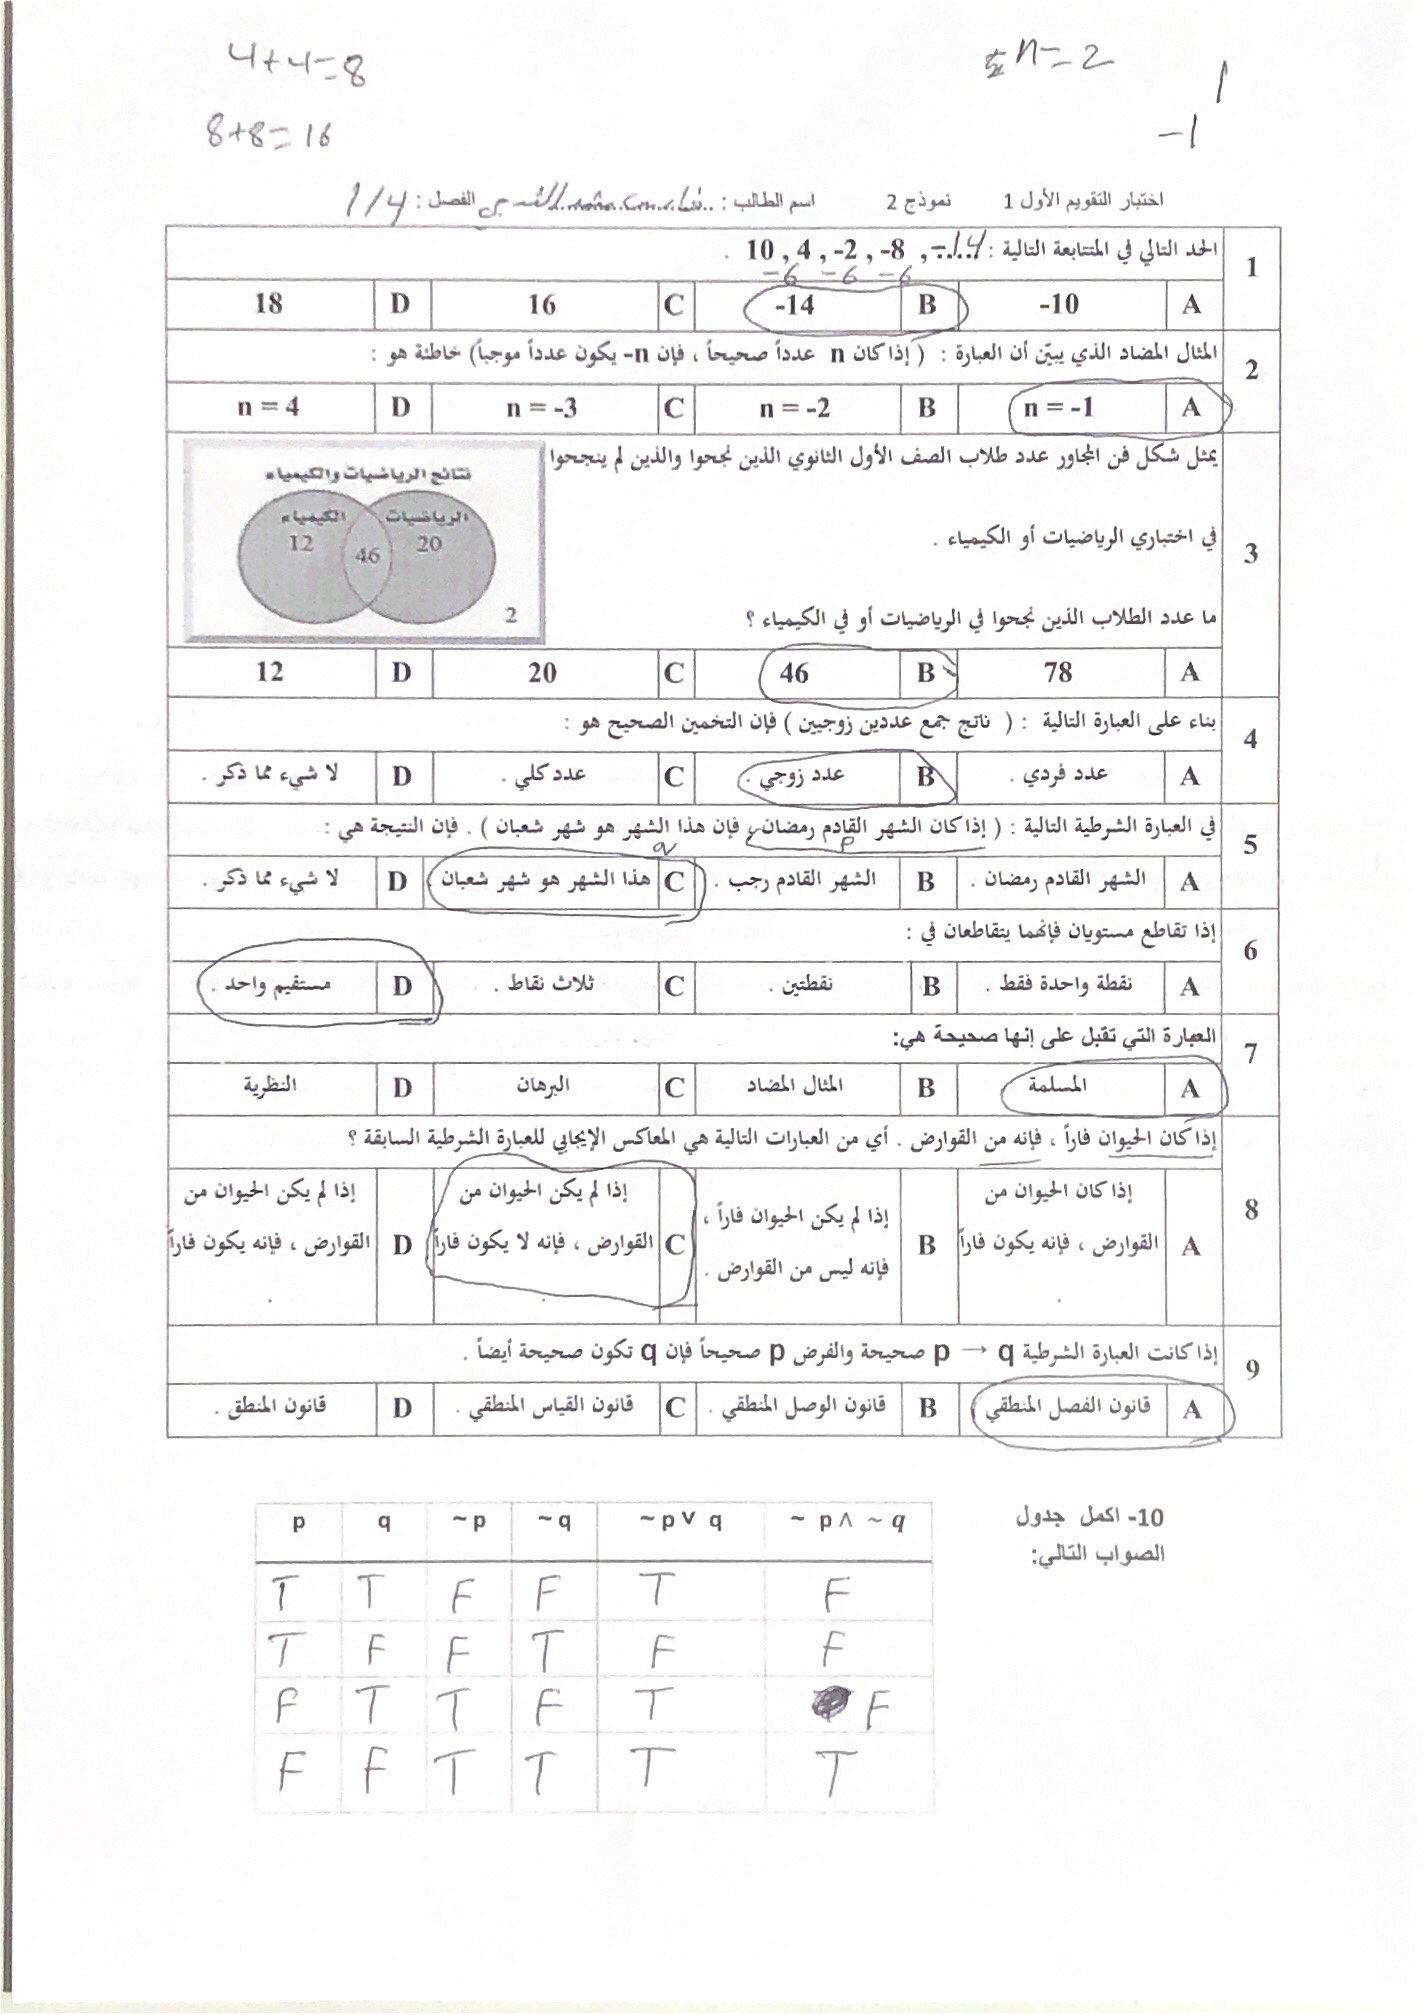 4+4=8
n=2
1
8+8=16
-1
اختبار التقويم الأول 1 نموذج 2 اسم الطالب : الفصل : 1/4
1 الحد التالي في المتتابعة التالية : 10 , 4 , -2 , -8 , -14 .
-6 -6 -6
A -10 B -14 C 16 D 18
2 المثال المضاد الذي يبيّن أن العبارة : ( إذا كان n عدداً صحيحاً ، فإن n- يكون عدداً موجباً) خاطئة هو :
A n = -1 B n = -2 C n = -3 D n = 4
3 يمثل شكل فن المجاور عدد طلاب الصف الأول الثانوي الذين نجحوا والذين لم ينجحوا
في اختباري الرياضيات أو الكيمياء .
ما عدد الطلاب الذين نجحوا في الرياضيات أو في الكيمياء ؟
نتائج الرياضيات والكيمياء
الرياضيات الكيمياء
20 46 12
2
A 78 B 46 C 20 D 12
4 بناء على العبارة التالية : ( ناتج جمع عددين زوجيين ) فإن التخمين الصحيح هو :
A عدد فردي . B عدد زوجي . C عدد كلي . D لا شيء مما ذكر .
5 في العبارة الشرطية التالية : ( إذا كان الشهر القادم رمضان، فإن هذا الشهر هو شهر شعبان ) . فإن النتيجة هي :
p q
A الشهر القادم رمضان . B الشهر القادم رجب . C هذا الشهر هو شهر شعبان . D لا شيء مما ذكر .
6 إذا تقاطع مستويان فإنهما يتقاطعان في :
A نقطة واحدة فقط . B نقطتين . C ثلاث نقاط . D مستقيم واحد .
7 العبارة التي تقبل على إنها صحيحة هي:
A المسلمة B المثال المضاد C البرهان D النظرية
8 إذا كان الحيوان فاراً ، فإنه من القوارض . أي من العبارات التالية هي المعاكس الإيجابي للعبارة الشرطية السابقة ؟
A إذا كان الحيوان من
القوارض ، فإنه يكون فاراً
.
B إذا لم يكن الحيوان فاراً ،
فإنه ليس من القوارض .
C إذا لم يكن الحيوان من
القوارض ، فإنه لا يكون فاراً
.
D إذا لم يكن الحيوان من
القوارض ، فإنه يكون فاراً
.
9 إذا كانت العبارة الشرطية p → q صحيحة والفرض p صحيحاً فإن q تكون صحيحة أيضاً .
A قانون الفصل المنطقي B قانون الوصل المنطقي . C قانون القياس المنطقي . D قانون المنطق .
10- اكمل جدول
الصواب التالي:
p q ~p ~q ~p ∨ q ~ p ∧ ~ q
T T F F T F
T F F T F F
F T T F T F
F F T T T T